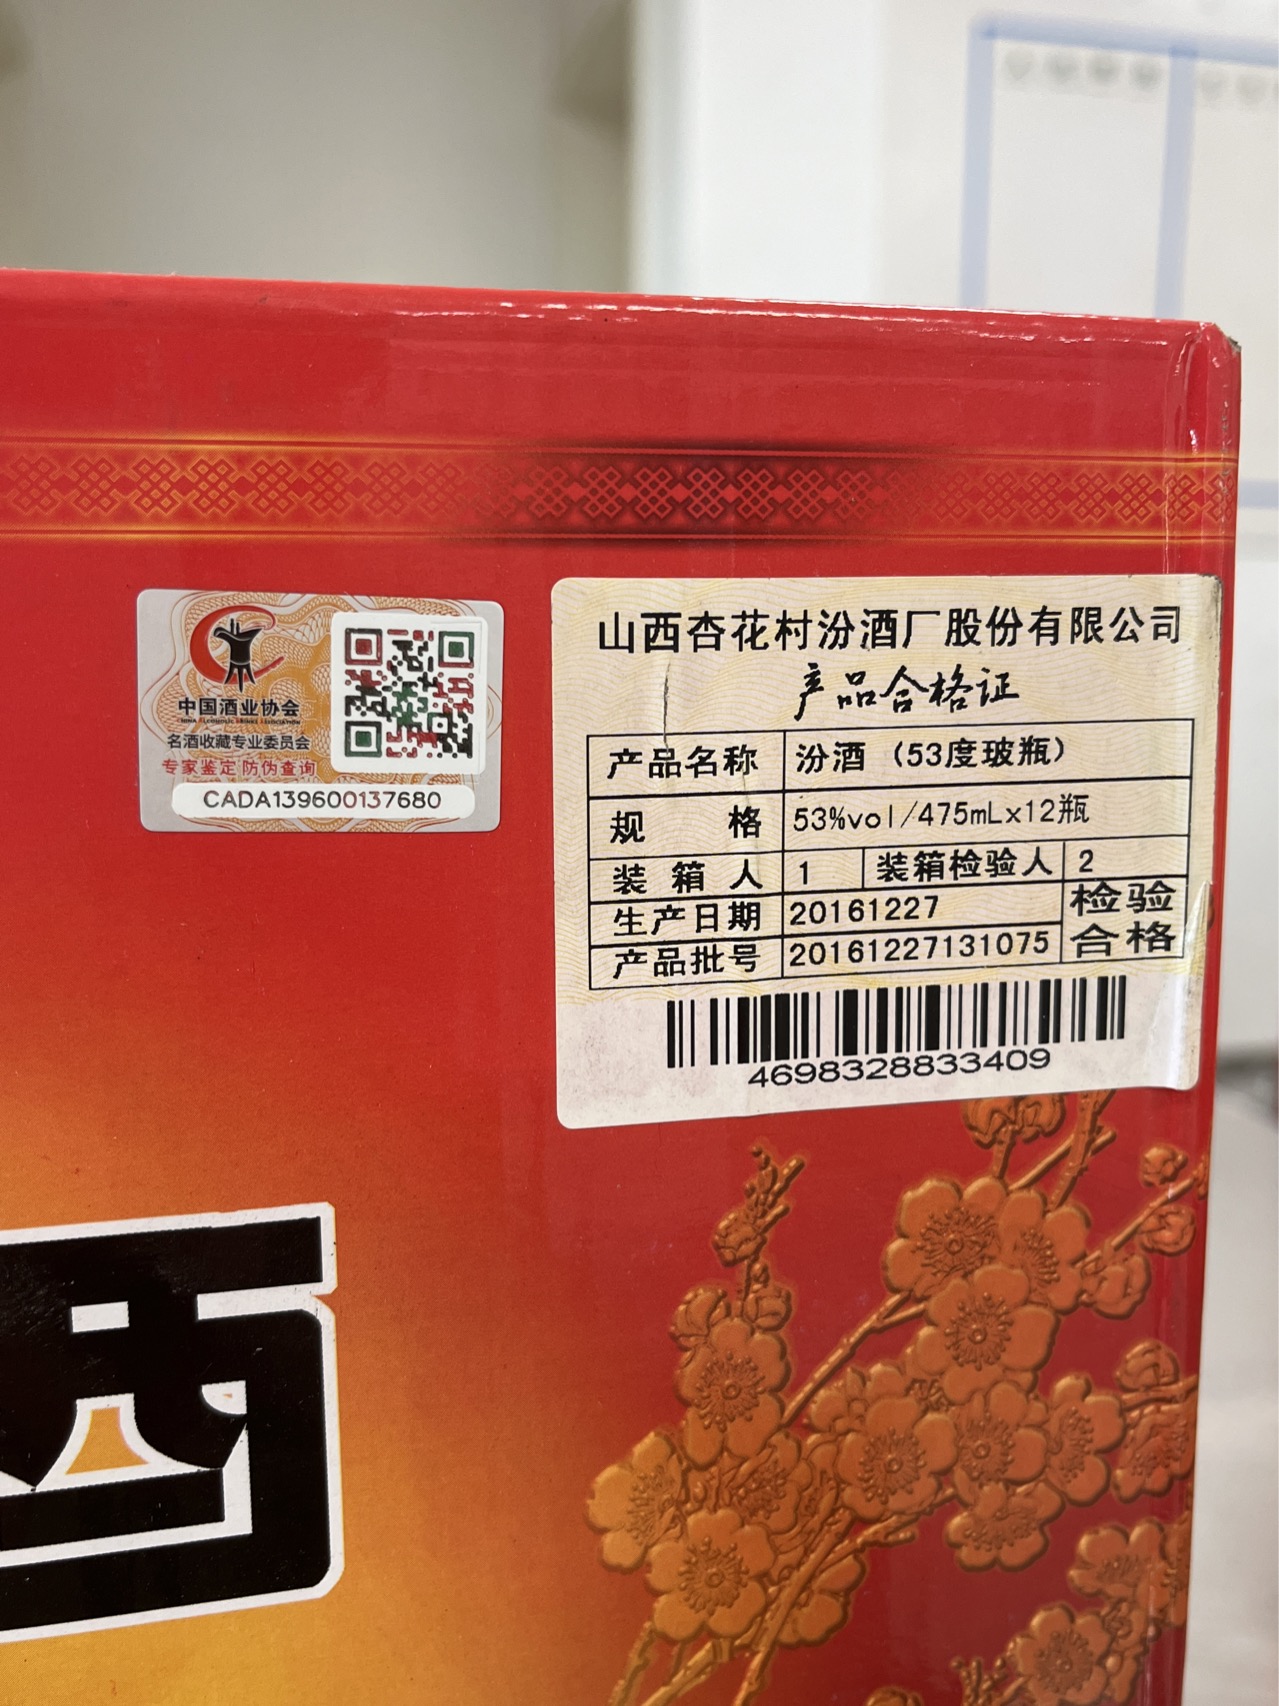 中国酒业协会
CHINA ALCOHOLIC DRINKS ASSOCIATION
名酒收藏专业委员会
专家鉴定 防伪查询
CADA139600137680
山西杏花村汾酒厂股份有限公司
产品合格证
产品名称 汾酒（53度玻瓶）
规 格 53%vol/475mLx12瓶
装 箱 人 1 装箱检验人 2
生产日期 20161227 检验
产品批号 20161227131075 合格
4698328833409